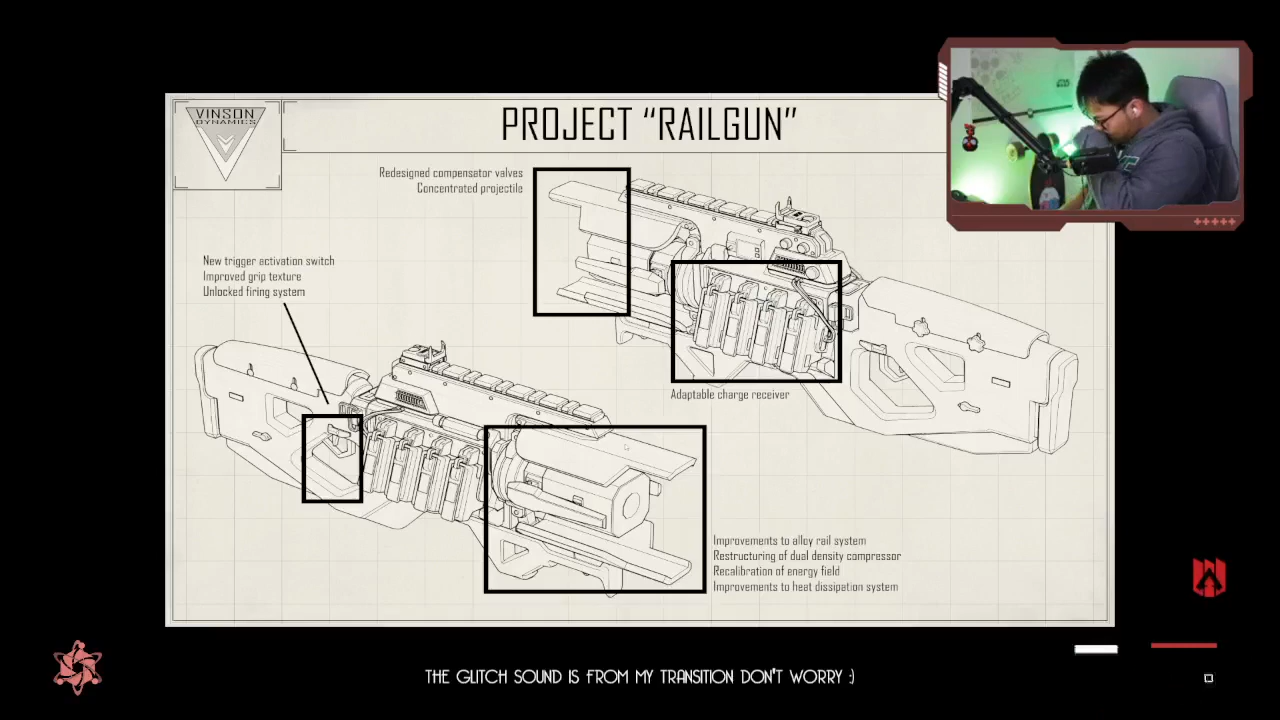 VINSON
DYNAMICS
PROJECT “RAILGUN”
Redesigned compensator valves
Concentrated projectile
New trigger activation switch
Improved grip texture
Unlocked firing system
Adaptable charge receiver
Improvements to alloy rail system
Restructuring of dual density compressor
Recalibration of energy field
Improvements to heat dissipation system
THE GLITCH SOUND IS FROM MY TRANSITION DON'T WORRY :)